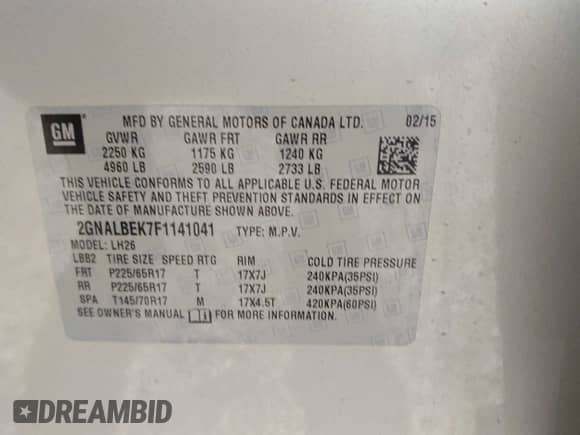 GM
MFD BY GENERAL MOTORS OF CANADA LTD. 02/15
GVWR GAWR FRT GAWR RR
2250 KG 1175 KG 1240 KG
4960 LB 2590 LB 2733 LB
THIS VEHICLE CONFORMS TO ALL APPLICABLE U.S. FEDERAL MOTOR
VEHICLE SAFETY AND THEFT PREVENTION STANDARDS IN EFFECT ON
THE DATE OF MANUFACTURE SHOWN ABOVE.
2GNALBEK7F1141041 TYPE: M.P.V.
MODEL: LH26
LBB2 TIRE SIZE SPEED RTG RIM COLD TIRE PRESSURE
FRT P225/65R17 T 17X7J 240KPA(35PSI)
RR P225/65R17 T 17X7J 240KPA(35PSI)
SPA T145/70R17 M 17X4.5T 420KPA(60PSI)
SEE OWNER'S MANUAL FOR MORE INFORMATION.
DREAMBID